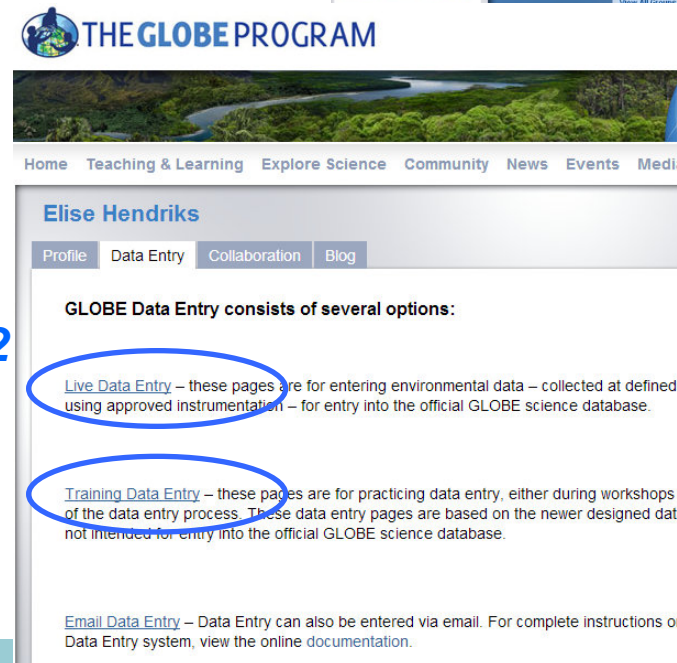 THE GLOBE PROGRAM
Home Teaching & Learning Explore Science Community News Events Medi
Elise Hendriks
Profile Data Entry Collaboration Blog
GLOBE Data Entry consists of several options:
2
Live Data Entry – these pages are for entering environmental data – collected at defined
using approved instrumentation – for entry into the official GLOBE science database.
Training Data Entry – these pages are for practicing data entry, either during workshops
of the data entry process. These data entry pages are based on the newer designed dat
not intended for entry into the official GLOBE science database.
Email Data Entry – Data Entry can also be entered via email. For complete instructions o
Data Entry system, view the online documentation.